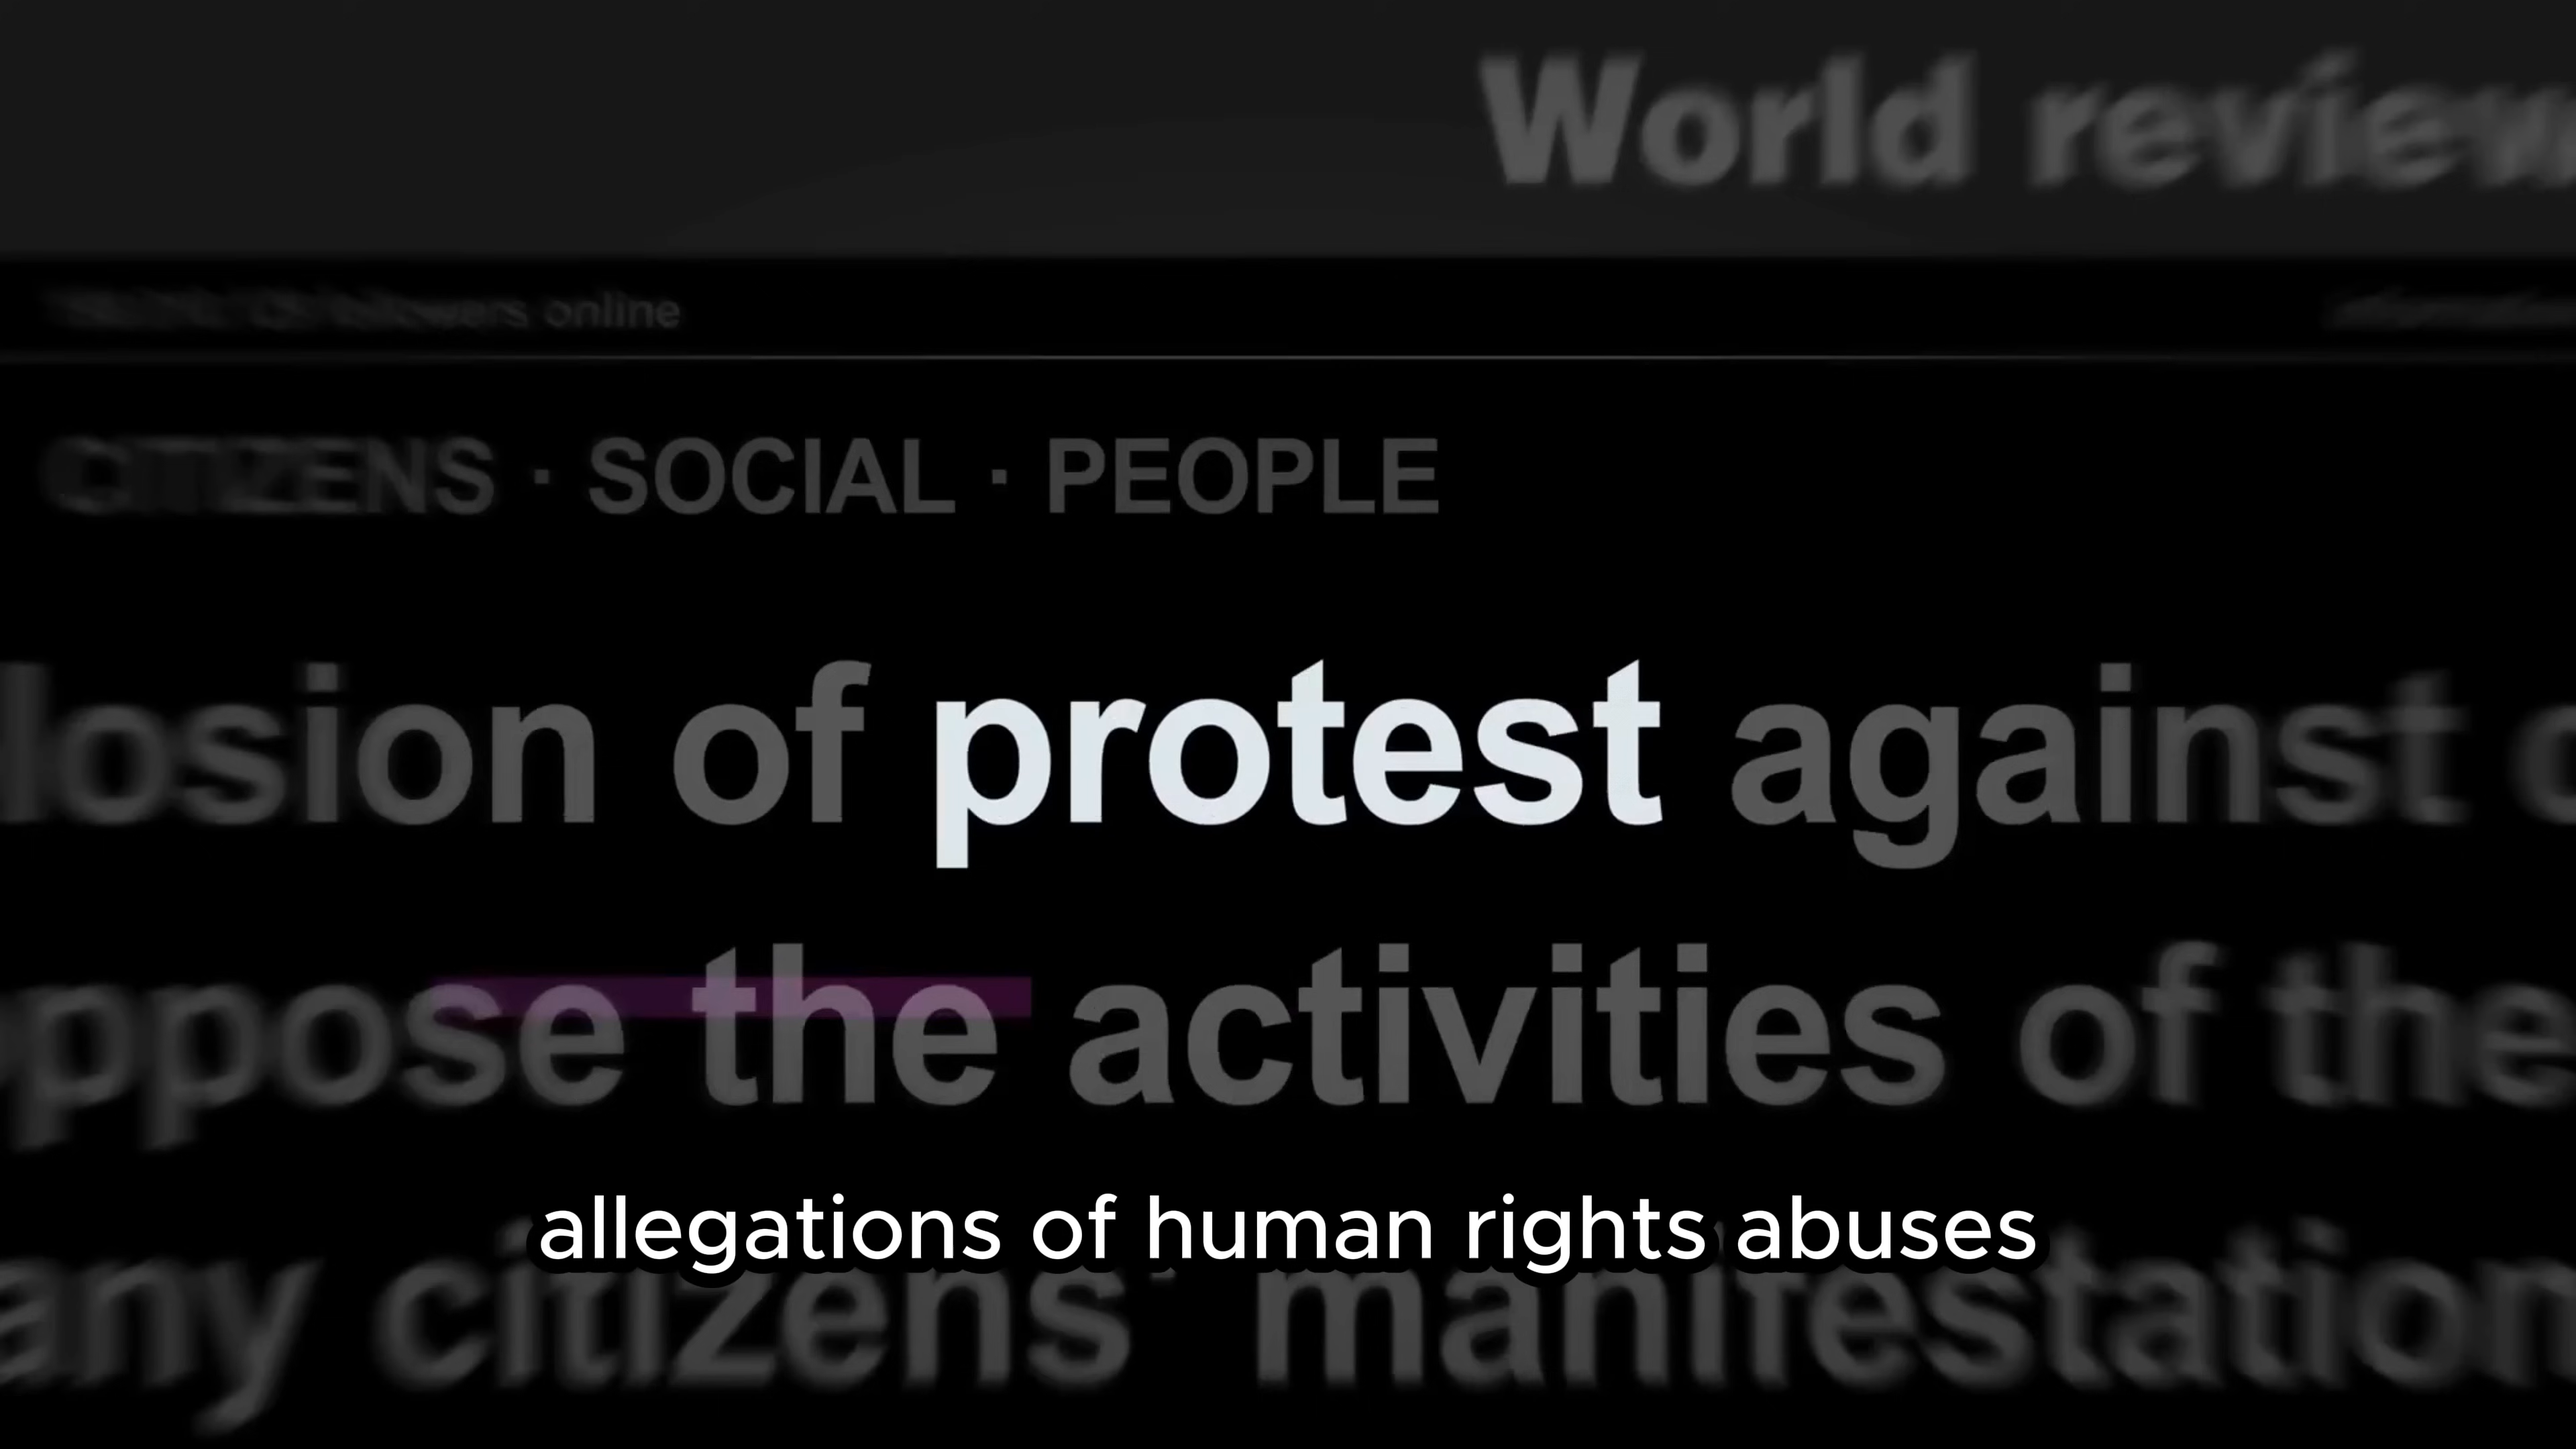 World review
followers online
CITIZENS · SOCIAL · PEOPLE
losion of protest against
ppose the activities of the
allegations of human rights abuses
any citizens' manifestation